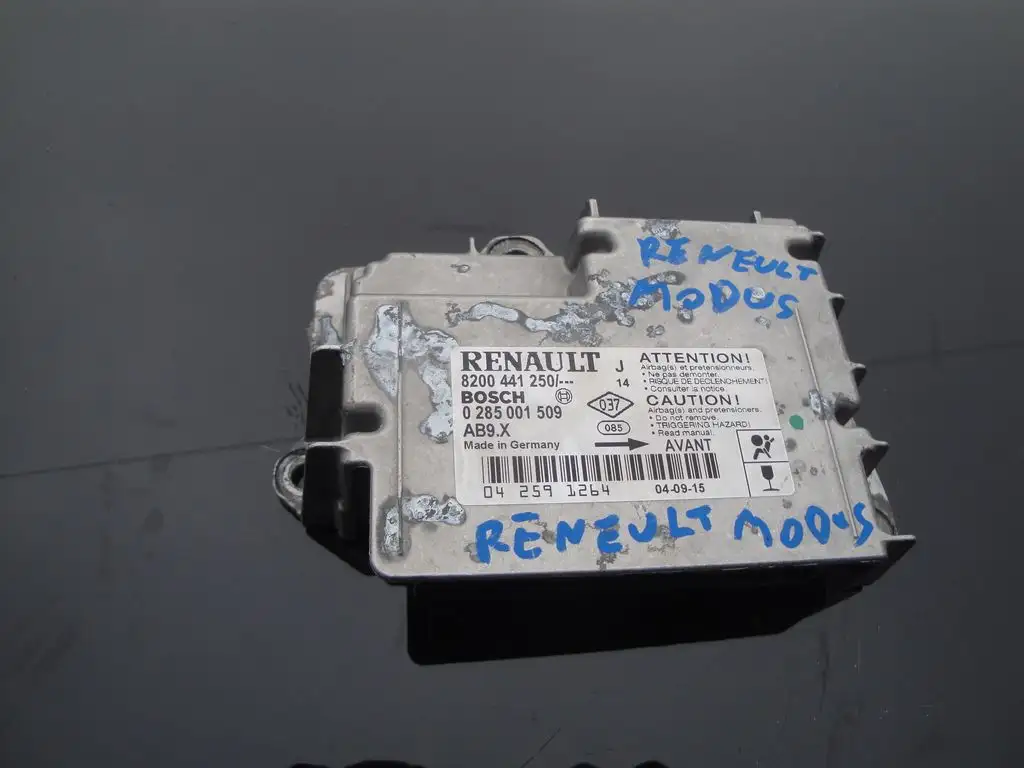 RENEULT
MODUS
RENAULT J
8200 441 250/--- 14
BOSCH
0 285 001 509
AB9.X
Made in Germany
037
085
AVANT
ATTENTION!
Airbag(s) et pretensionneurs.
• Ne pas demonter.
• RISQUE DE DECLENCHEMENT!
• Consulter la notice.
CAUTION!
Airbag(s) and pretensioners.
• Do not remove.
• TRIGGERING HAZARD!
• Read manual.
04 259 1264 04-09-15
RENEULT MODUS